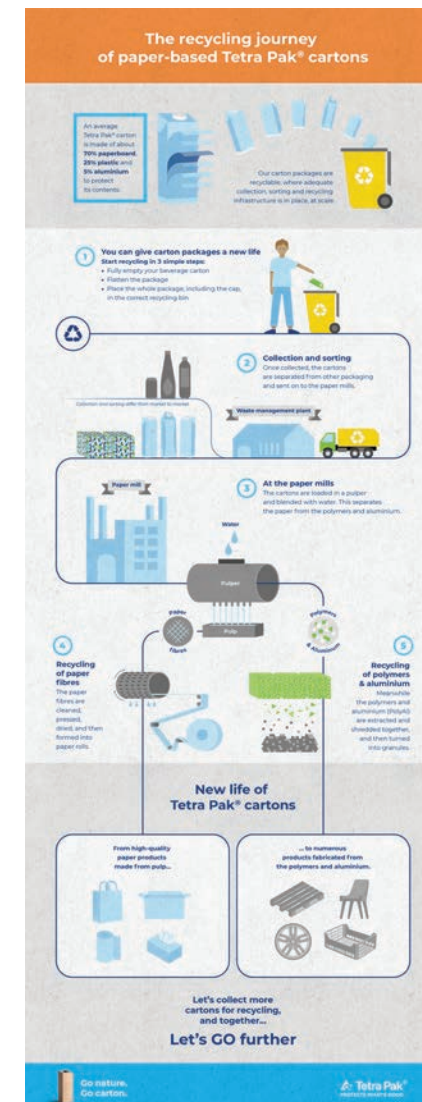 The recycling journey
of paper-based Tetra Pak® cartons
An average
Tetra Pak® carton
is made of about
70% paperboard,
25% plastic and
5% aluminium
to protect
its contents.
Our carton packages are
recyclable, where adequate
collection, sorting and recycling
infrastructure is in place, at scale.
1
You can give carton packages a new life
Start recycling in 3 simple steps:
• Fully empty your beverage carton
• Flatten the package
• Place the whole package, including the cap,
in the correct recycling bin
2
Collection and sorting
Once collected, the cartons
are separated from other packaging
and sent on to the paper mills.
Collection and sorting differ from market to market
Waste management plant
Paper mill
3
At the paper mills
The cartons are loaded in a pulper
and blended with water. This separates
the paper from the polymers and aluminium.
Water
Pulper
Pulp
Paper
fibres
Polymers
& Aluminium
4
Recycling
of paper
fibres
The paper
fibres are
cleaned,
pressed,
dried, and then
formed into
paper rolls.
5
Recycling
of polymers
& aluminium
Meanwhile
the polymers and
aluminium (PolyAl)
are extracted and
shredded together,
and then turned
into granules.
New life of
Tetra Pak® cartons
From high-quality
paper products
made from pulp...
... to numerous
products fabricated from
the polymers and aluminium.
Let's collect more
cartons for recycling,
and together...
Let's GO further
Go nature.
Go carton.
Tetra Pak®
PROTECTS WHAT'S GOOD